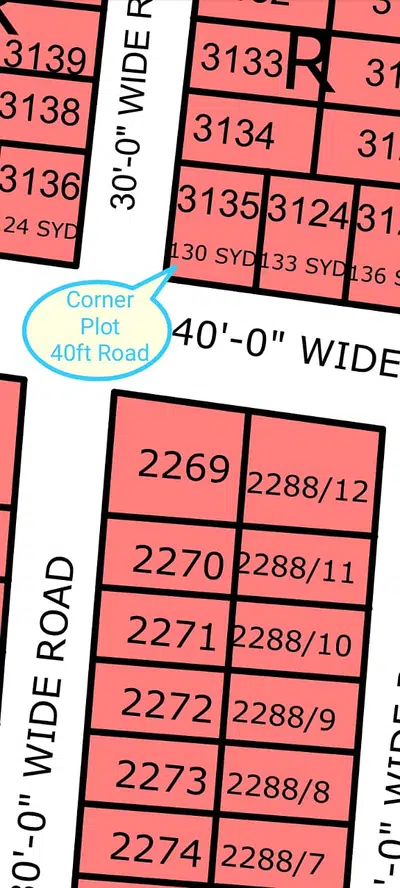 3139
3138
3136
24 SYD
30'-0" WIDE R
3133
R
3134
3135
130 SYD
3124
133 SYD
136 S
Corner
Plot
40ft Road
40'-0" WIDE
2269
2288/12
2270
2288/11
2271
2288/10
2272
2288/9
2273
2288/8
2274
2288/7
0'-0" WIDE ROAD